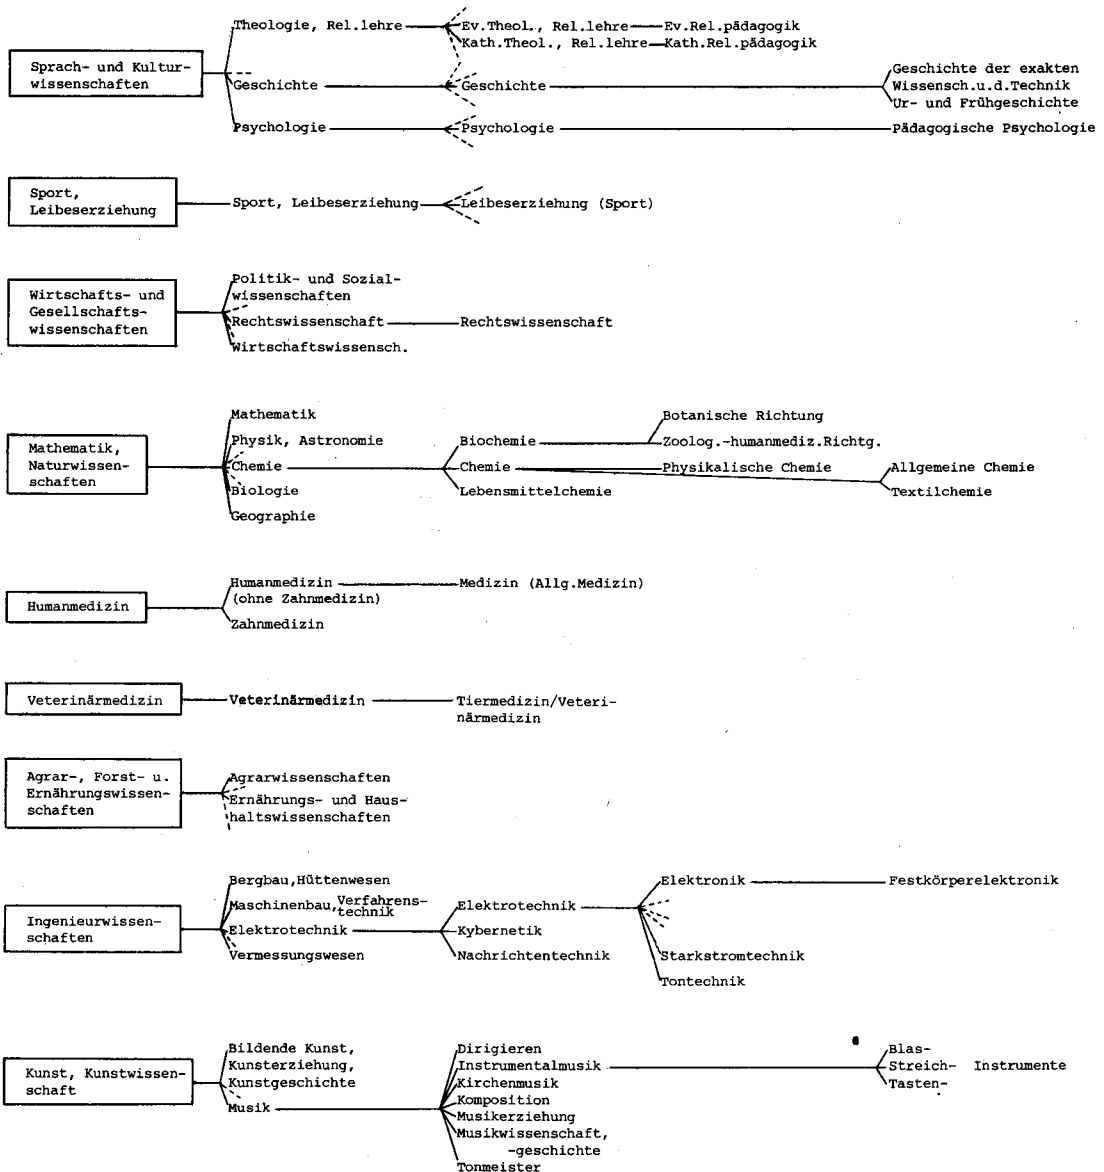 Theologie, Rel.lehre Ev.Theol., Rel.lehre Ev.Rel.pädagogik
Kath.Theol., Rel.lehre Kath.Rel.pädagogik
Sprach- und Kultur-
wissenschaften
Geschichte Geschichte
Geschichte der exakten
Wissensch.u.d.Technik
Ur- und Frühgeschichte
Psychologie Psychologie Pädagogische Psychologie
Sport,
Leibeserziehung
Sport, Leibeserziehung Leibeserziehung (Sport)
Wirtschafts- und
Gesellschafts-
wissenschaften
Politik- und Sozial-
wissenschaften
Rechtswissenschaft Rechtswissenschaft
Wirtschaftswissensch.
Mathematik,
Naturwissen-
schaften
Mathematik
Physik, Astronomie
Chemie
Biologie
Geographie
Biochemie
Chemie
Lebensmittelchemie
Botanische Richtung
Zoolog.-humanmediz.Richtg.
Physikalische Chemie
Allgemeine Chemie
Textilchemie
Humanmedizin
Humanmedizin
(ohne Zahnmedizin)
Zahnmedizin
Medizin (Allg.Medizin)
Veterinärmedizin
Veterinärmedizin
Tiermedizin/Veteri-
närmedizin
Agrar-, Forst- u.
Ernährungswissen-
schaften
Agrarwissenschaften
Ernährungs- und Haus-
haltswissenschaften
Ingenieurwissen-
schaften
Bergbau,Hüttenwesen
Maschinenbau,Verfahrens-
technik
Elektrotechnik
Vermessungswesen
Elektrotechnik
Kybernetik
Nachrichtentechnik
Elektronik
Starkstromtechnik
Tontechnik
Festkörperelektronik
Kunst, Kunstwissen-
schaft
Bildende Kunst,
Kunsterziehung,
Kunstgeschichte
Musik
Dirigieren
Instrumentalmusik
Kirchenmusik
Komposition
Musikerziehung
Musikwissenschaft,
-geschichte
Tonmeister
Blas-
Streich- Instrumente
Tasten-